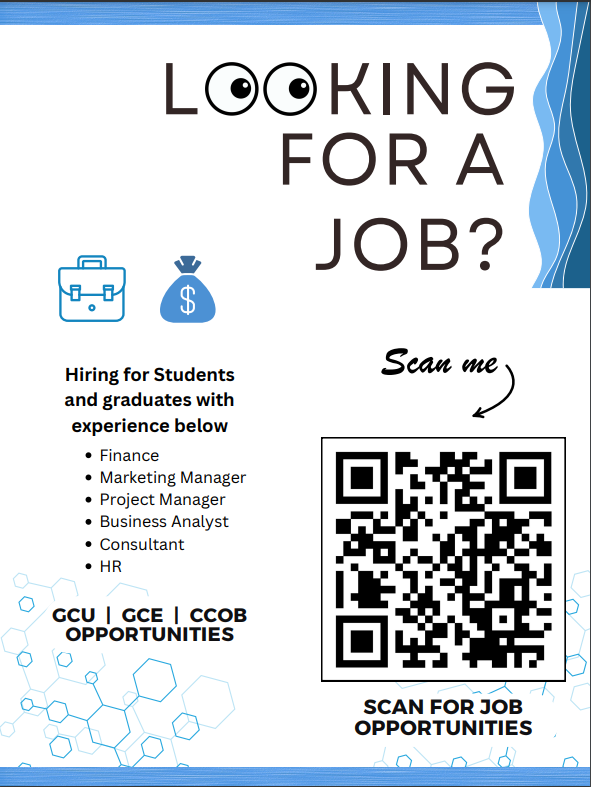 LOOKING
FOR A
JOB?
$
Scan me
Hiring for Students
and graduates with
experience below
• Finance
• Marketing Manager
• Project Manager
• Business Analyst
• Consultant
• HR
GCU | GCE | CCOB
OPPORTUNITIES
SCAN FOR JOB
OPPORTUNITIES